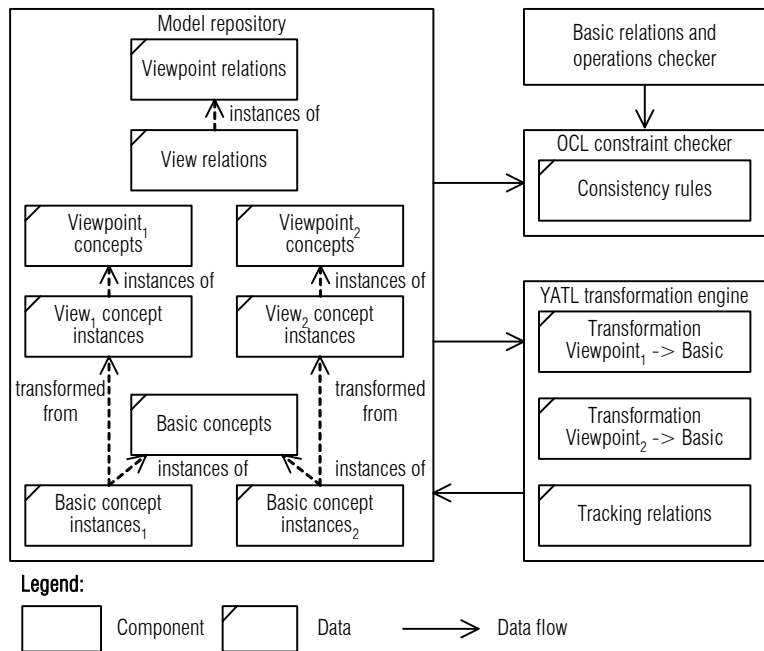 Model repository
Viewpoint relations
instances of
View relations
Viewpoint₁
concepts
Viewpoint₂
concepts
instances of
instances of
View₁ concept
instances
View₂ concept
instances
transformed
from
transformed
from
Basic concepts
instances of
instances of
Basic concept
instances₁
Basic concept
instances₂
Basic relations and
operations checker
OCL constraint checker
Consistency rules
YATL transformation engine
Transformation
Viewpoint₁ -> Basic
Transformation
Viewpoint₂ -> Basic
Tracking relations
Legend:
Component
Data
Data flow